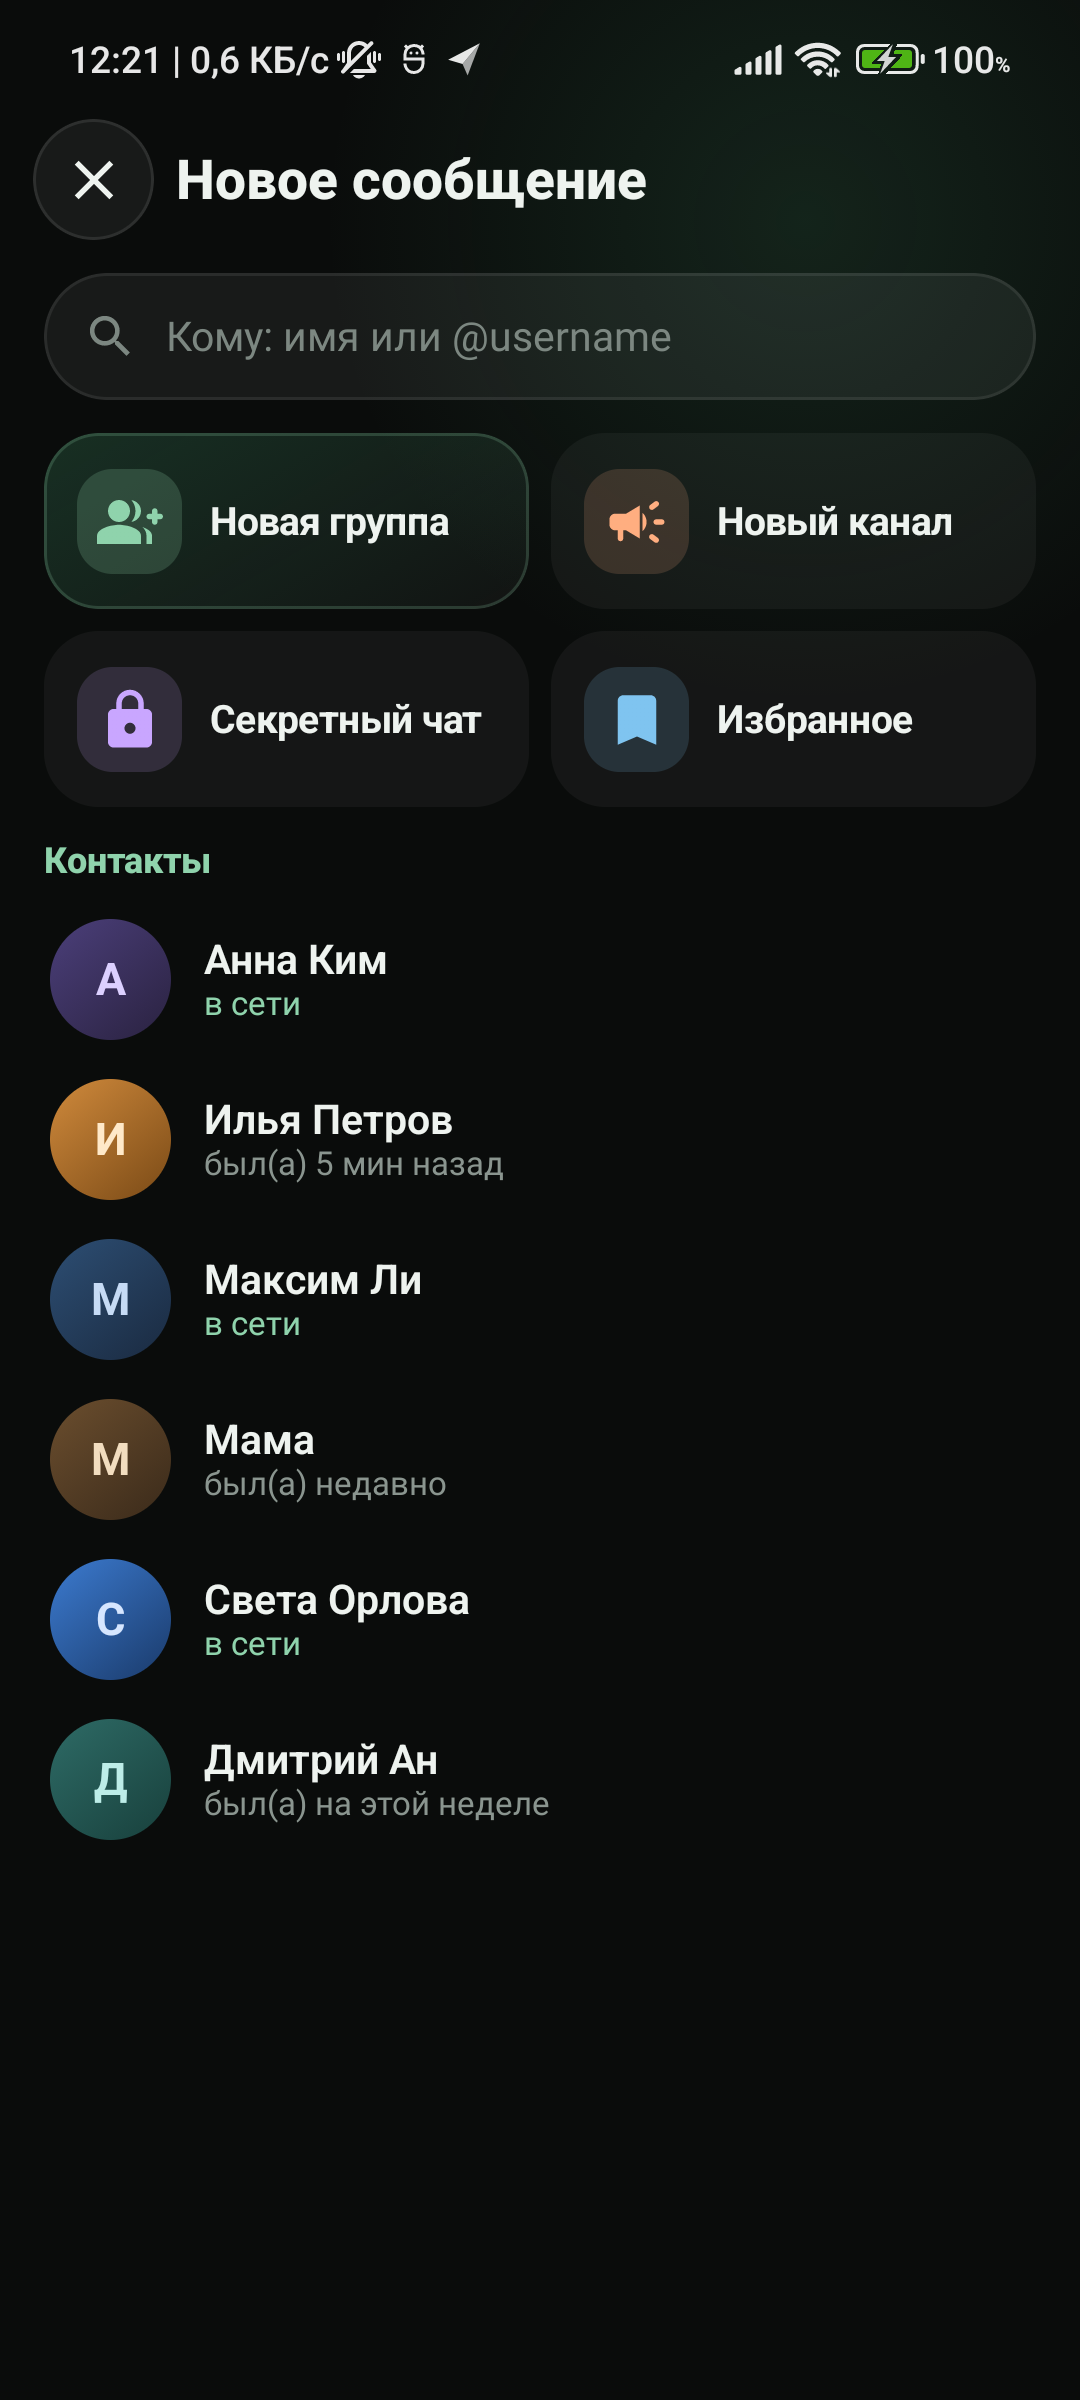 12:21 | 0,6 КБ/с 100%
Новое сообщение
Кому: имя или @username
Новая группа
Новый канал
Секретный чат
Избранное
Контакты
А
Анна Ким
в сети
И
Илья Петров
был(а) 5 мин назад
М
Максим Ли
в сети
М
Мама
был(а) недавно
С
Света Орлова
в сети
Д
Дмитрий Ан
был(а) на этой неделе